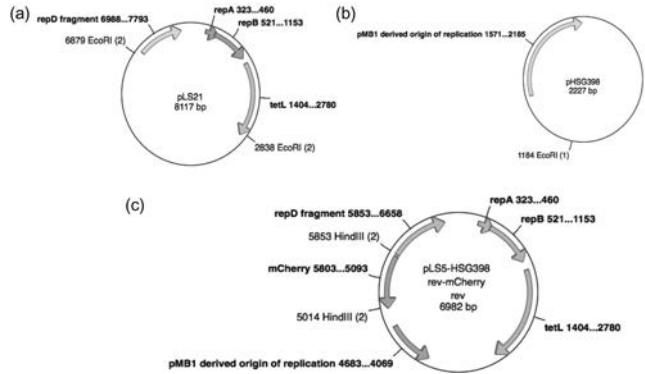 (a)
repD fragment 6988...7793
repA 323...460
repB 521...1153
6879 EcoRI (2)
pLS21
8117 bp
tetL 1404...2780
2838 EcoRI (2)
(b)
pMB1 derived origin of replication 1571...2185
pHSG398
2227 bp
1184 EcoRI (1)
(c)
repA 323...460
repD fragment 5853...6658
repB 521...1153
5853 HindIII (2)
mCherry 5803...5093
pLS5-HSG398
rev-mCherry
rev
6982 bp
5014 HindIII (2)
tetL 1404...2780
pMB1 derived origin of replication 4683...4069